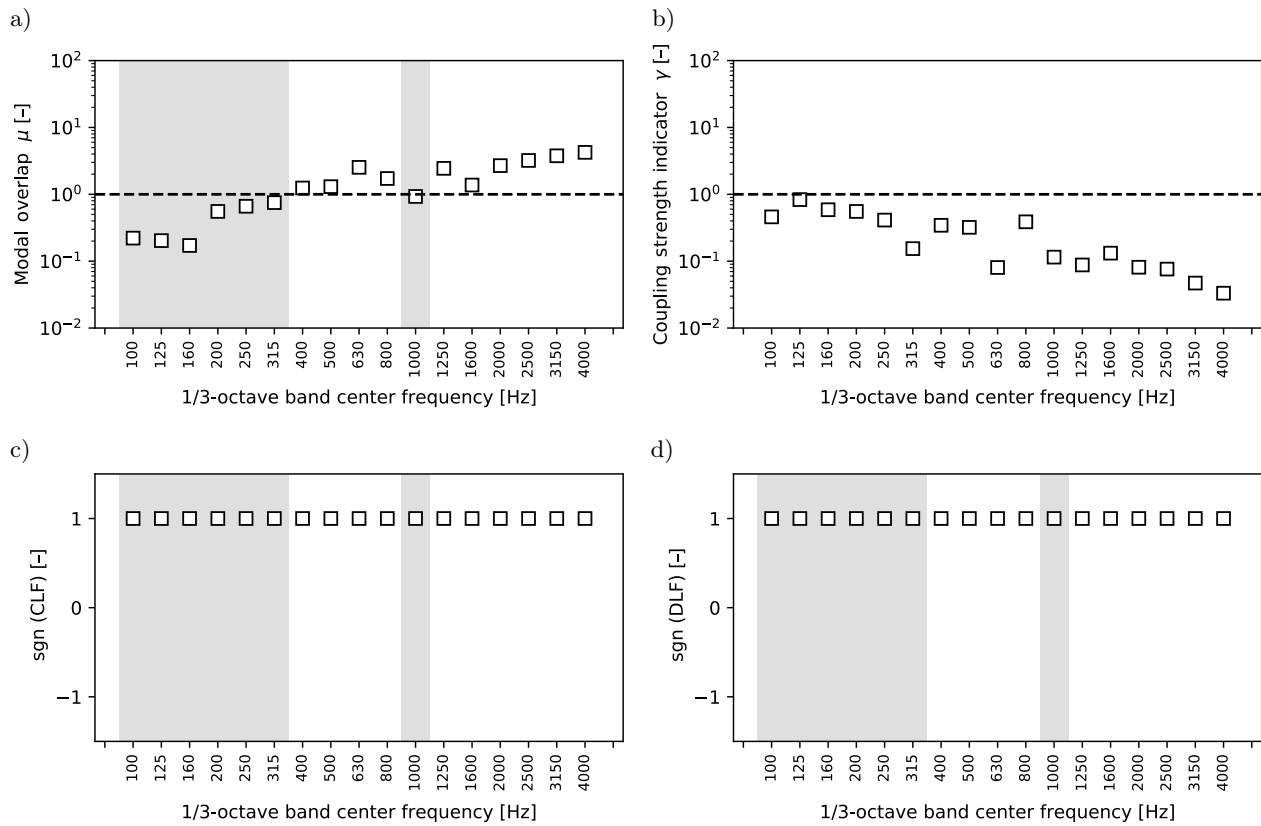 a)
10^2
10^1
10^0
10^−1
10^−2
Modal overlap μ [–]
100 125 160 200 250 315 400 500 630 800 1000 1250 1600 2000 2500 3150 4000
1/3-octave band center frequency [Hz]
b)
10^2
10^1
10^0
10^−1
10^−2
Coupling strength indicator γ [–]
100 125 160 200 250 315 400 500 630 800 1000 1250 1600 2000 2500 3150 4000
1/3-octave band center frequency [Hz]
c)
1
0
−1
sgn (CLF) [–]
100 125 160 200 250 315 400 500 630 800 1000 1250 1600 2000 2500 3150 4000
1/3-octave band center frequency [Hz]
d)
1
0
−1
sgn (DLF) [–]
100 125 160 200 250 315 400 500 630 800 1000 1250 1600 2000 2500 3150 4000
1/3-octave band center frequency [Hz]